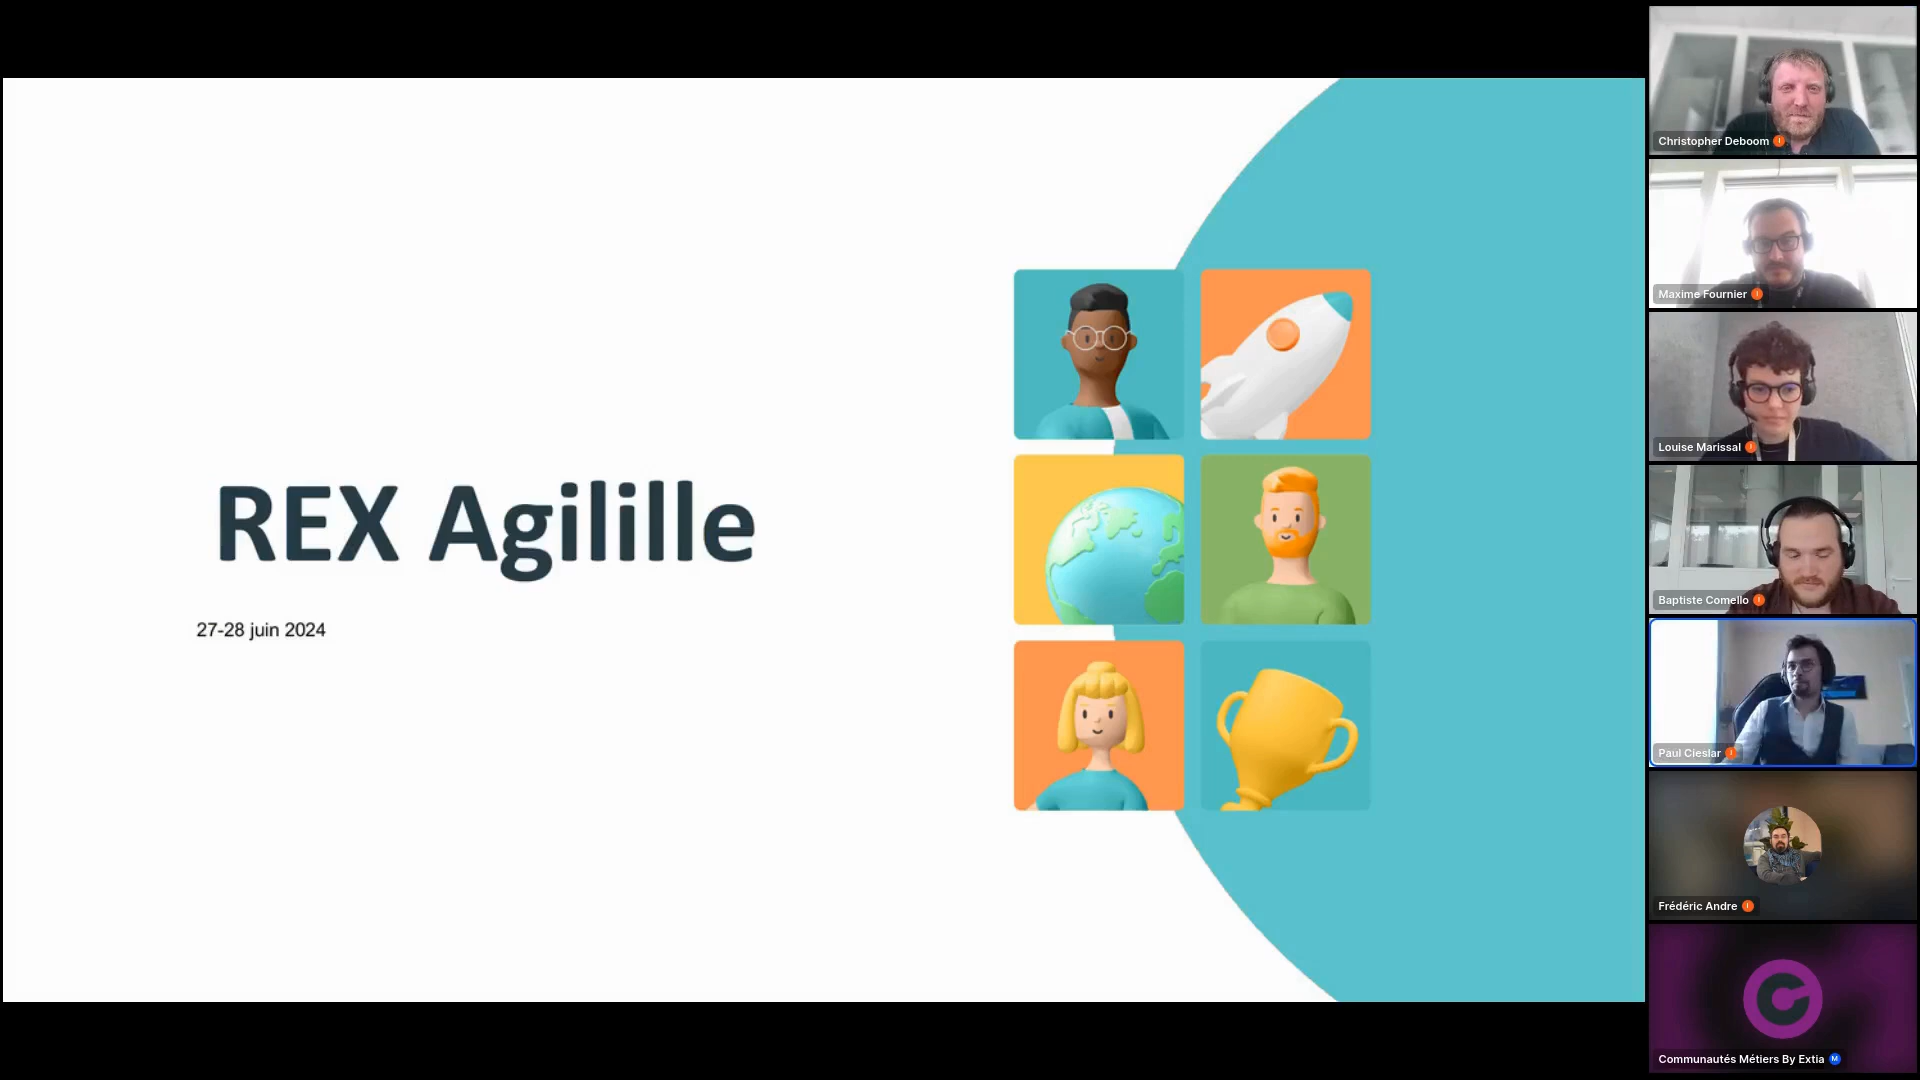 REX Agilille
27-28 juin 2024
Christopher Deboom
Maxime Fournier
Louise Marissal
Baptiste Comello
Paul Cieslar
Frédéric Andre
Communautés Métiers By Extia M